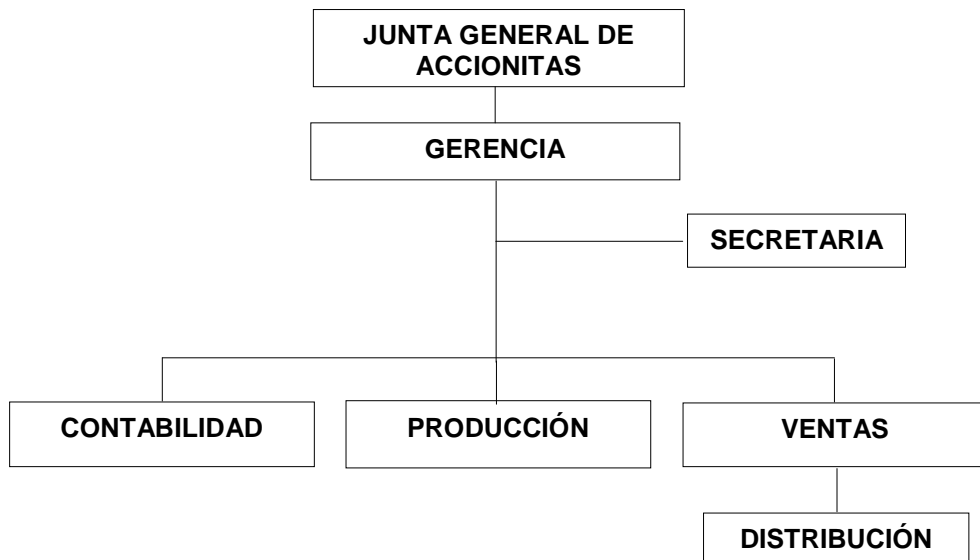 JUNTA GENERAL DE
ACCIONITAS
GERENCIA
SECRETARIA
CONTABILIDAD
PRODUCCIÓN
VENTAS
DISTRIBUCIÓN